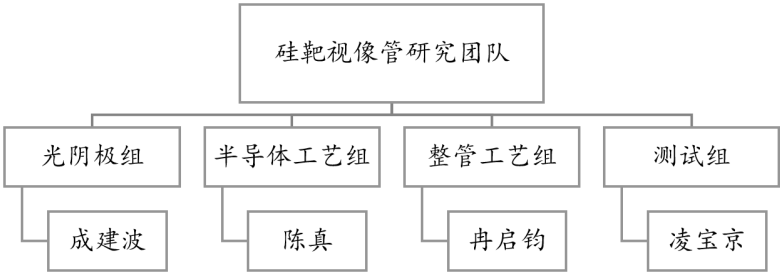 硅靶视像管研究团队
光阴极组
半导体工艺组
整管工艺组
测试组
成建波
陈真
冉启钧
凌宝京